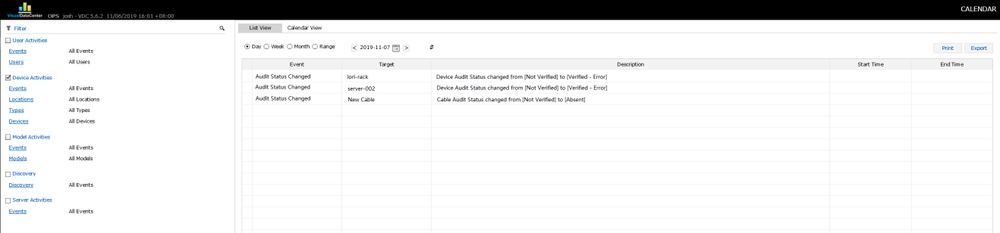 VisualDataCenter OPS josh - VDC 5.6.2 11/06/2019 16:01 +08:00
CALENDAR
Filter
User Activities
Events All Events
Users All Users
Device Activities
Events All Events
Locations All Locations
Types All Types
Devices All Devices
Model Activities
Events All Events
Models All Models
Discovery
Discovery All Events
Server Activities
Events All Events
List View Calendar View
Day Week Month Range < 2019-11-07 >
Print Export
Event Target Description Start Time End Time
Audit Status Changed lori-rack Device Audit Status changed from [Not Verified] to [Verified - Error]
Audit Status Changed server-002 Device Audit Status changed from [Not Verified] to [Verified - Error]
Audit Status Changed New Cable Cable Audit Status changed from [Not Verified] to [Absent]